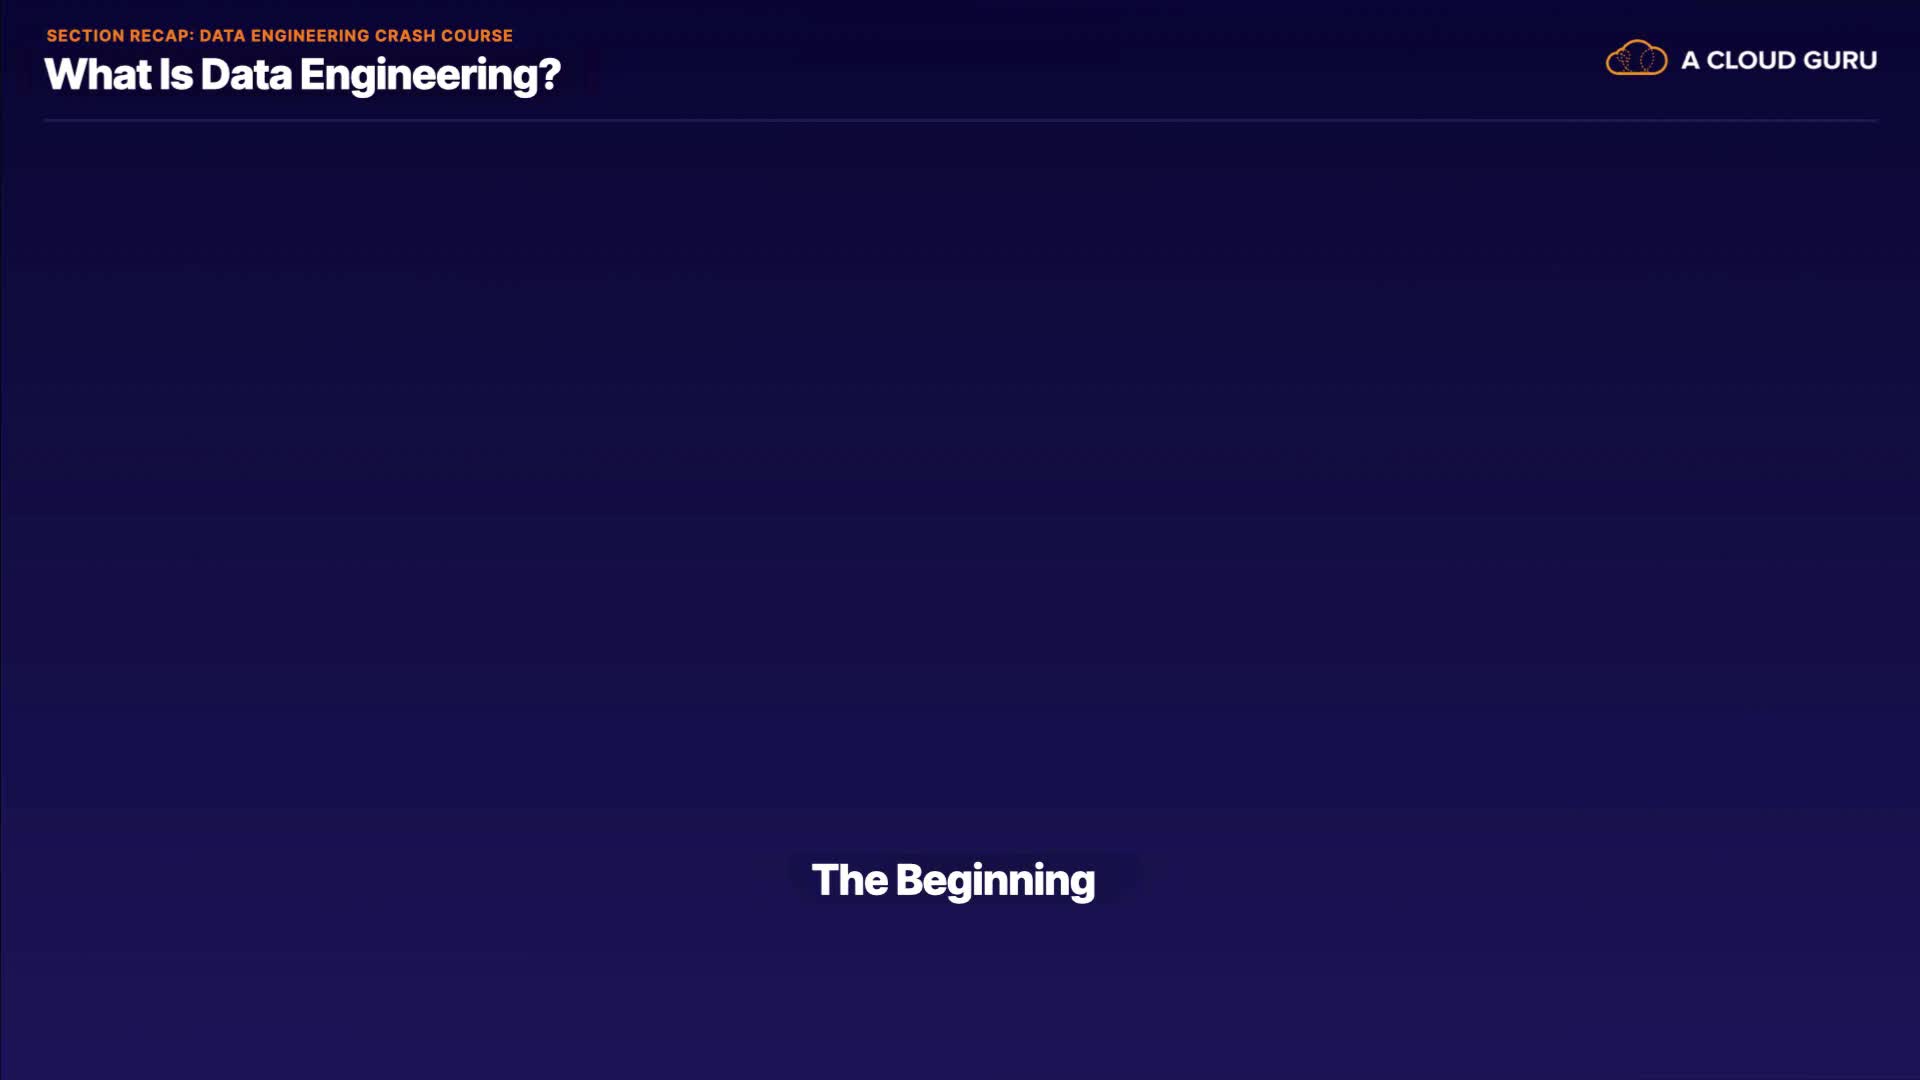 SECTION RECAP: DATA ENGINEERING CRASH COURSE
What Is Data Engineering?
A CLOUD GURU
The Beginning